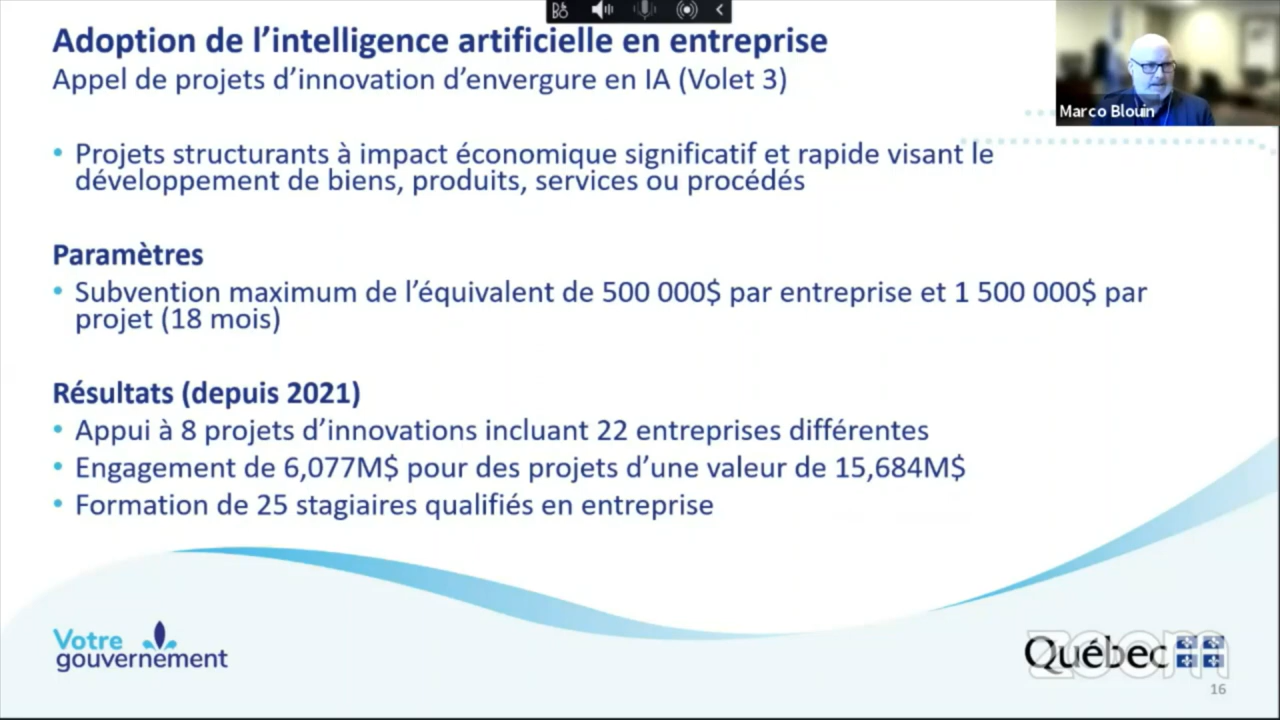 Adoption de l’intelligence artificielle en entreprise
Appel de projets d’innovation d’envergure en IA (Volet 3)
Marco Blouin
• Projets structurants à impact économique significatif et rapide visant le
développement de biens, produits, services ou procédés
Paramètres
• Subvention maximum de l’équivalent de 500 000$ par entreprise et 1 500 000$ par
projet (18 mois)
Résultats (depuis 2021)
• Appui à 8 projets d’innovations incluant 22 entreprises différentes
• Engagement de 6,077M$ pour des projets d’une valeur de 15,684M$
• Formation de 25 stagiaires qualifiés en entreprise
Votre
gouvernement
Québec
zoom
16